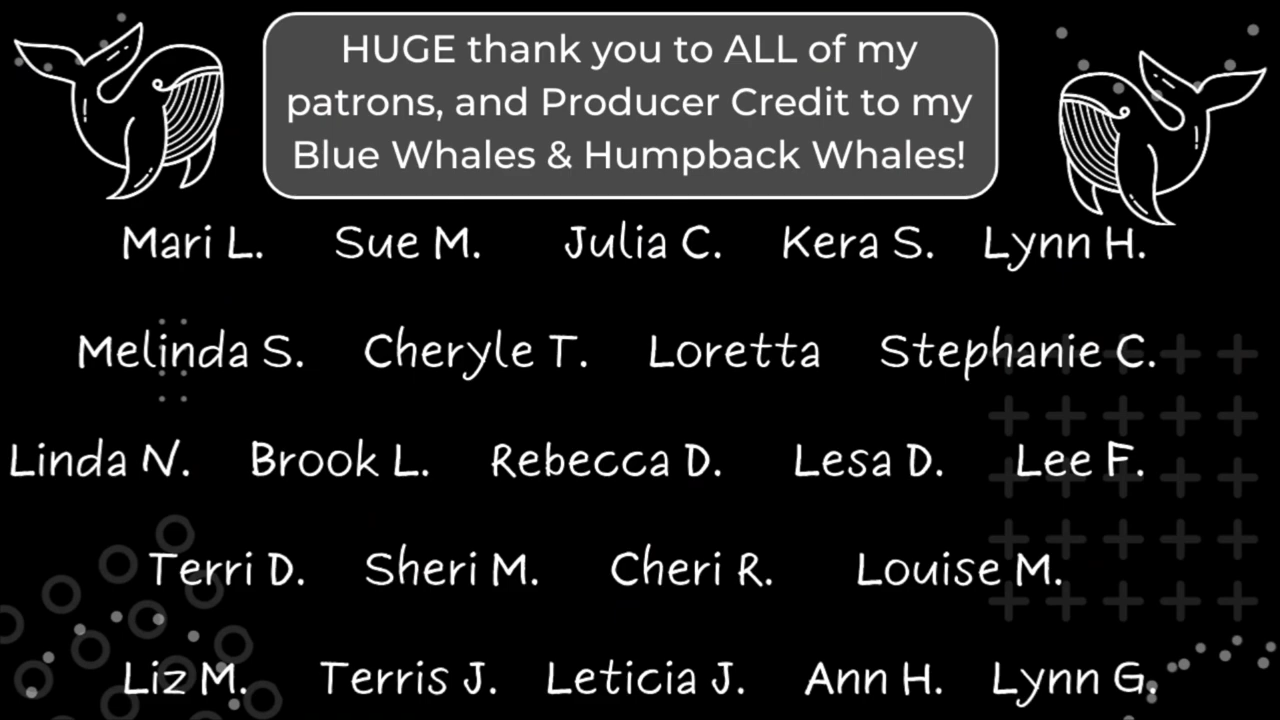 HUGE thank you to ALL of my
patrons, and Producer Credit to my
Blue Whales & Humpback Whales!
Mari L. Sue M. Julia C. Kera S. Lynn H.
Melinda S. Cheryle T. Loretta Stephanie C.
Linda N. Brook L. Rebecca D. Lesa D. Lee F.
Terri D. Sheri M. Cheri R. Louise M.
Liz M. Terris J. Leticia J. Ann H. Lynn G.